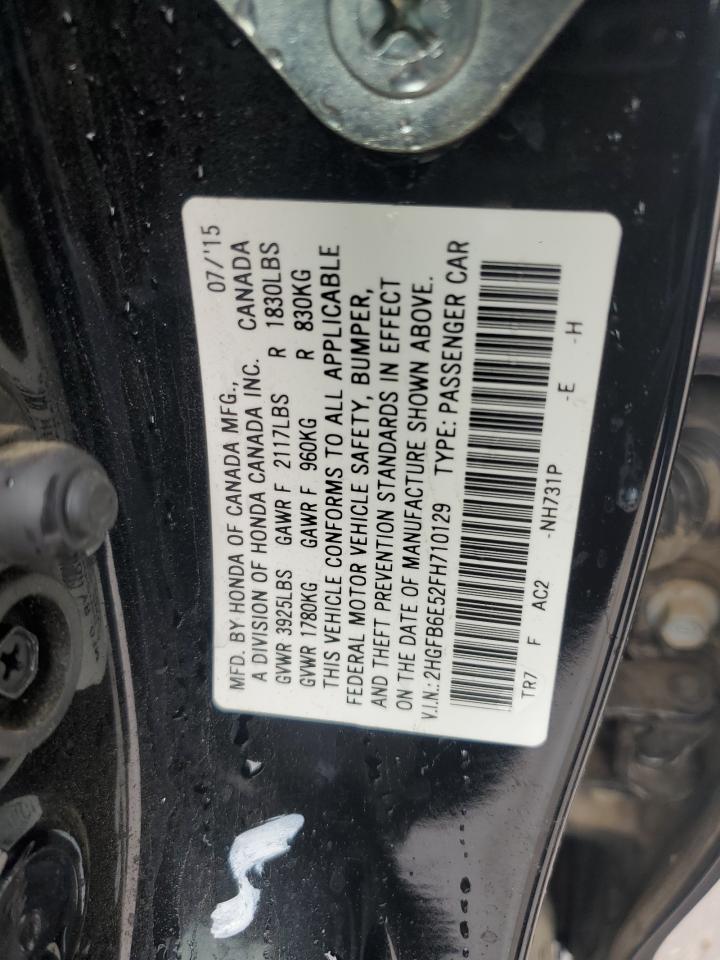 MFD. BY HONDA OF CANADA MFG., 07/'15
A DIVISION OF HONDA CANADA INC. CANADA
GVWR 3925LBS GAWR F 2117LBS R 1830LBS
GVWR 1780KG GAWR F 960KG R 830KG
THIS VEHICLE CONFORMS TO ALL APPLICABLE
FEDERAL MOTOR VEHICLE SAFETY, BUMPER,
AND THEFT PREVENTION STANDARDS IN EFFECT
ON THE DATE OF MANUFACTURE SHOWN ABOVE.
V.I.N.: 2HGFB6E52FH710129 TYPE: PASSENGER CAR
TR7 F AC2 -NH731P -E -H